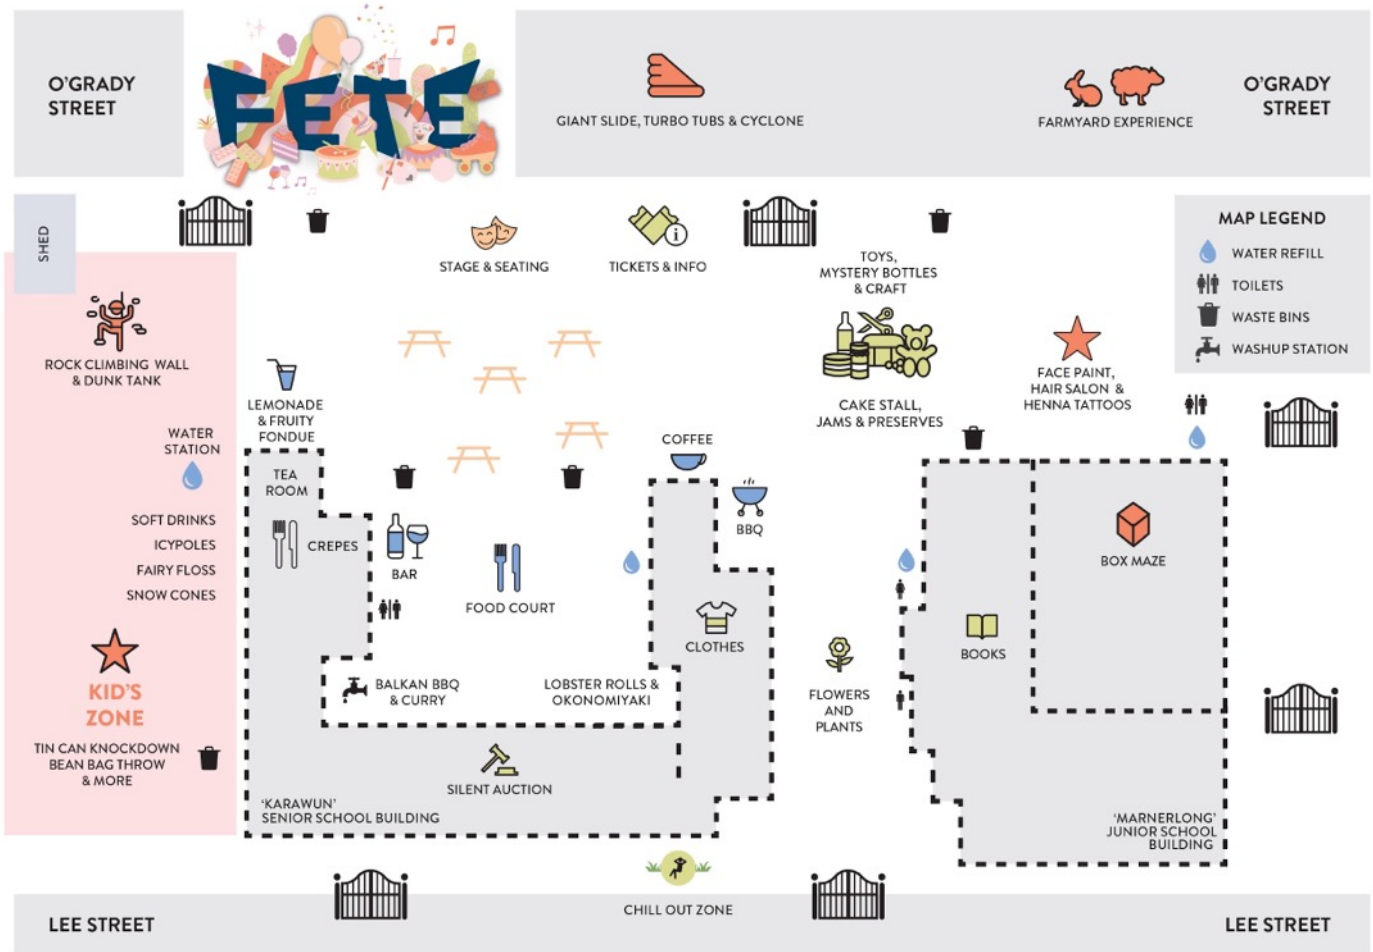 O'GRADY
STREET
FETE
GIANT SLIDE, TURBO TUBS & CYCLONE
FARMYARD EXPERIENCE
O'GRADY
STREET
SHED
STAGE & SEATING
TICKETS & INFO
i
TOYS,
MYSTERY BOTTLES
& CRAFT
MAP LEGEND
WATER REFILL
TOILETS
WASTE BINS
WASHUP STATION
ROCK CLIMBING WALL
& DUNK TANK
LEMONADE
& FRUITY
FONDUE
CAKE STALL,
JAMS & PRESERVES
FACE PAINT,
HAIR SALON &
HENNA TATTOOS
WATER
STATION
TEA
ROOM
COFFEE
SOFT DRINKS
ICYPOLES
FAIRY FLOSS
SNOW CONES
CREPES
BAR
FOOD COURT
BBQ
BOX MAZE
CLOTHES
BOOKS
KID'S
ZONE
TIN CAN KNOCKDOWN
BEAN BAG THROW
& MORE
BALKAN BBQ
& CURRY
LOBSTER ROLLS &
OKONOMIYAKI
FLOWERS
AND
PLANTS
SILENT AUCTION
'KARAWUN'
SENIOR SCHOOL BUILDING
'MARNERLONG'
JUNIOR SCHOOL
BUILDING
CHILL OUT ZONE
LEE STREET
LEE STREET